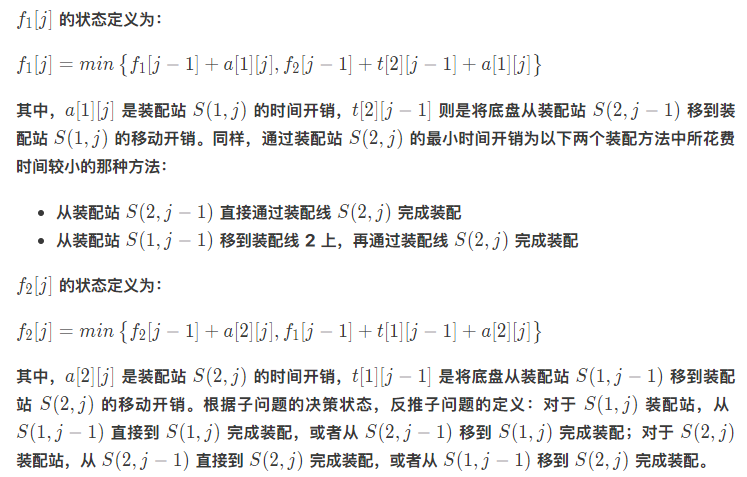 f₁[j] 的状态定义为：
f₁[j] = min {f₁[j − 1] + a[1][j], f₂[j − 1] + t[2][j − 1] + a[1][j]}
其中，a[1][j] 是装配站 S(1, j) 的时间开销，t[2][j − 1] 则是将底盘从装配站 S(2, j − 1) 移到装
配站 S(1, j) 的移动开销。同样，通过装配站 S(2, j) 的最小时间开销为以下两个装配方法中所花费
时间较小的那种方法：
• 从装配站 S(2, j − 1) 直接通过装配线 S(2, j) 完成装配
• 从装配站 S(1, j − 1) 移到装配线 2 上，再通过装配线 S(2, j) 完成装配
f₂[j] 的状态定义为：
f₂[j] = min {f₂[j − 1] + a[2][j], f₁[j − 1] + t[1][j − 1] + a[2][j]}
其中，a[2][j] 是装配站 S(2, j) 的时间开销，t[1][j − 1] 是将底盘从装配站 S(1, j − 1) 移到装配
站 S(2, j) 的移动开销。根据子问题的决策状态，反推子问题的定义：对于 S(1, j) 装配站，从
S(1, j − 1) 直接到 S(1, j) 完成装配，或者从 S(2, j − 1) 移到 S(1, j) 完成装配；对于 S(2, j)
装配站，从 S(2, j − 1) 直接到 S(2, j) 完成装配，或者从 S(1, j − 1) 移到 S(2, j) 完成装配。